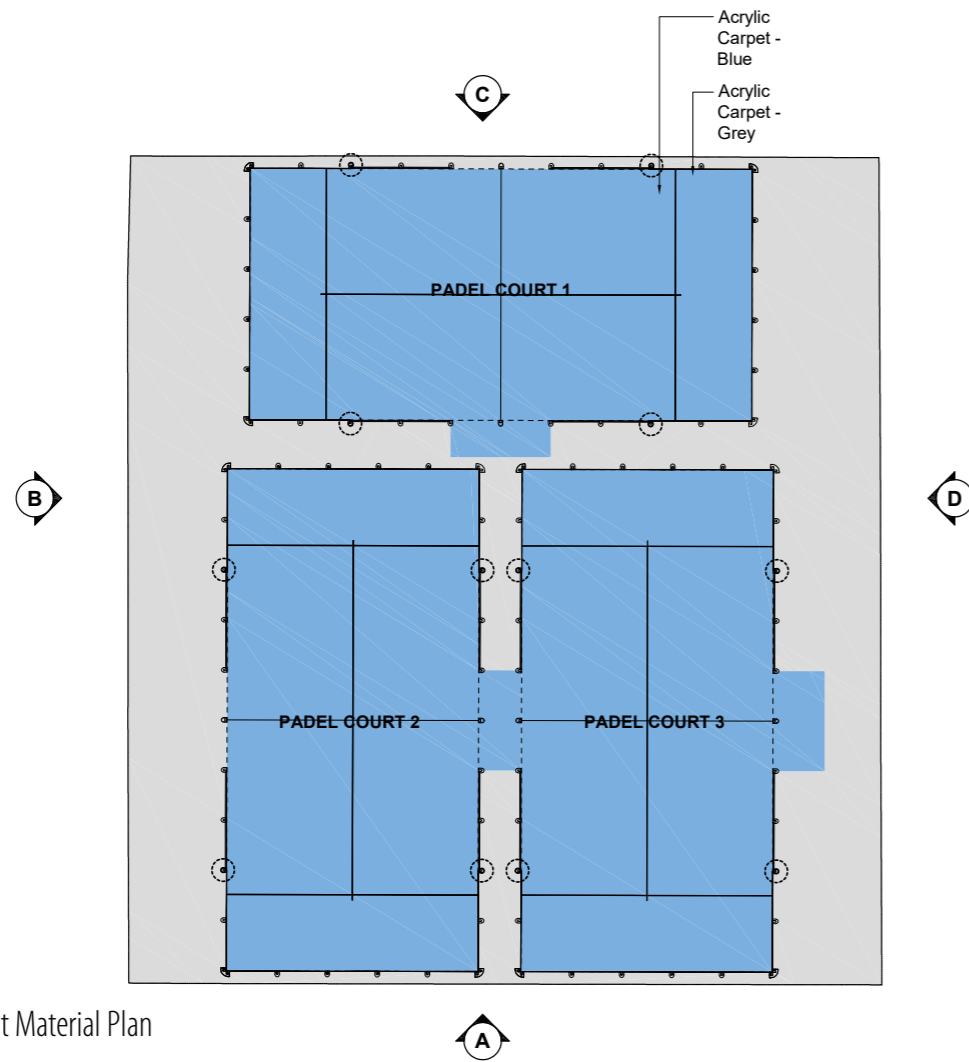 Acrylic
Carpet -
Blue
Acrylic
Carpet -
Grey
C
PADEL COURT 1
B
D
PADEL COURT 2
PADEL COURT 3
t Material Plan
A